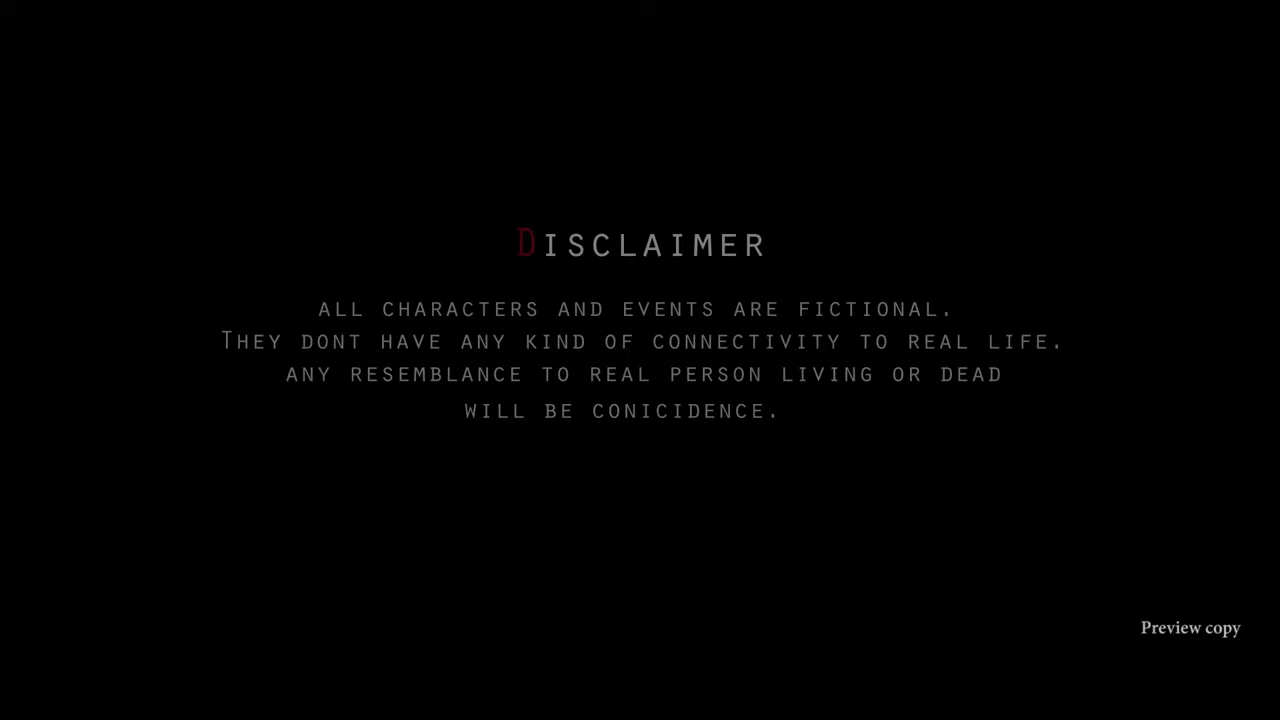 DISCLAIMER
ALL CHARACTERS AND EVENTS ARE FICTIONAL.
THEY DONT HAVE ANY KIND OF CONNECTIVITY TO REAL LIFE.
ANY RESEMBLANCE TO REAL PERSON LIVING OR DEAD
WILL BE CONICIDENCE.
Preview copy